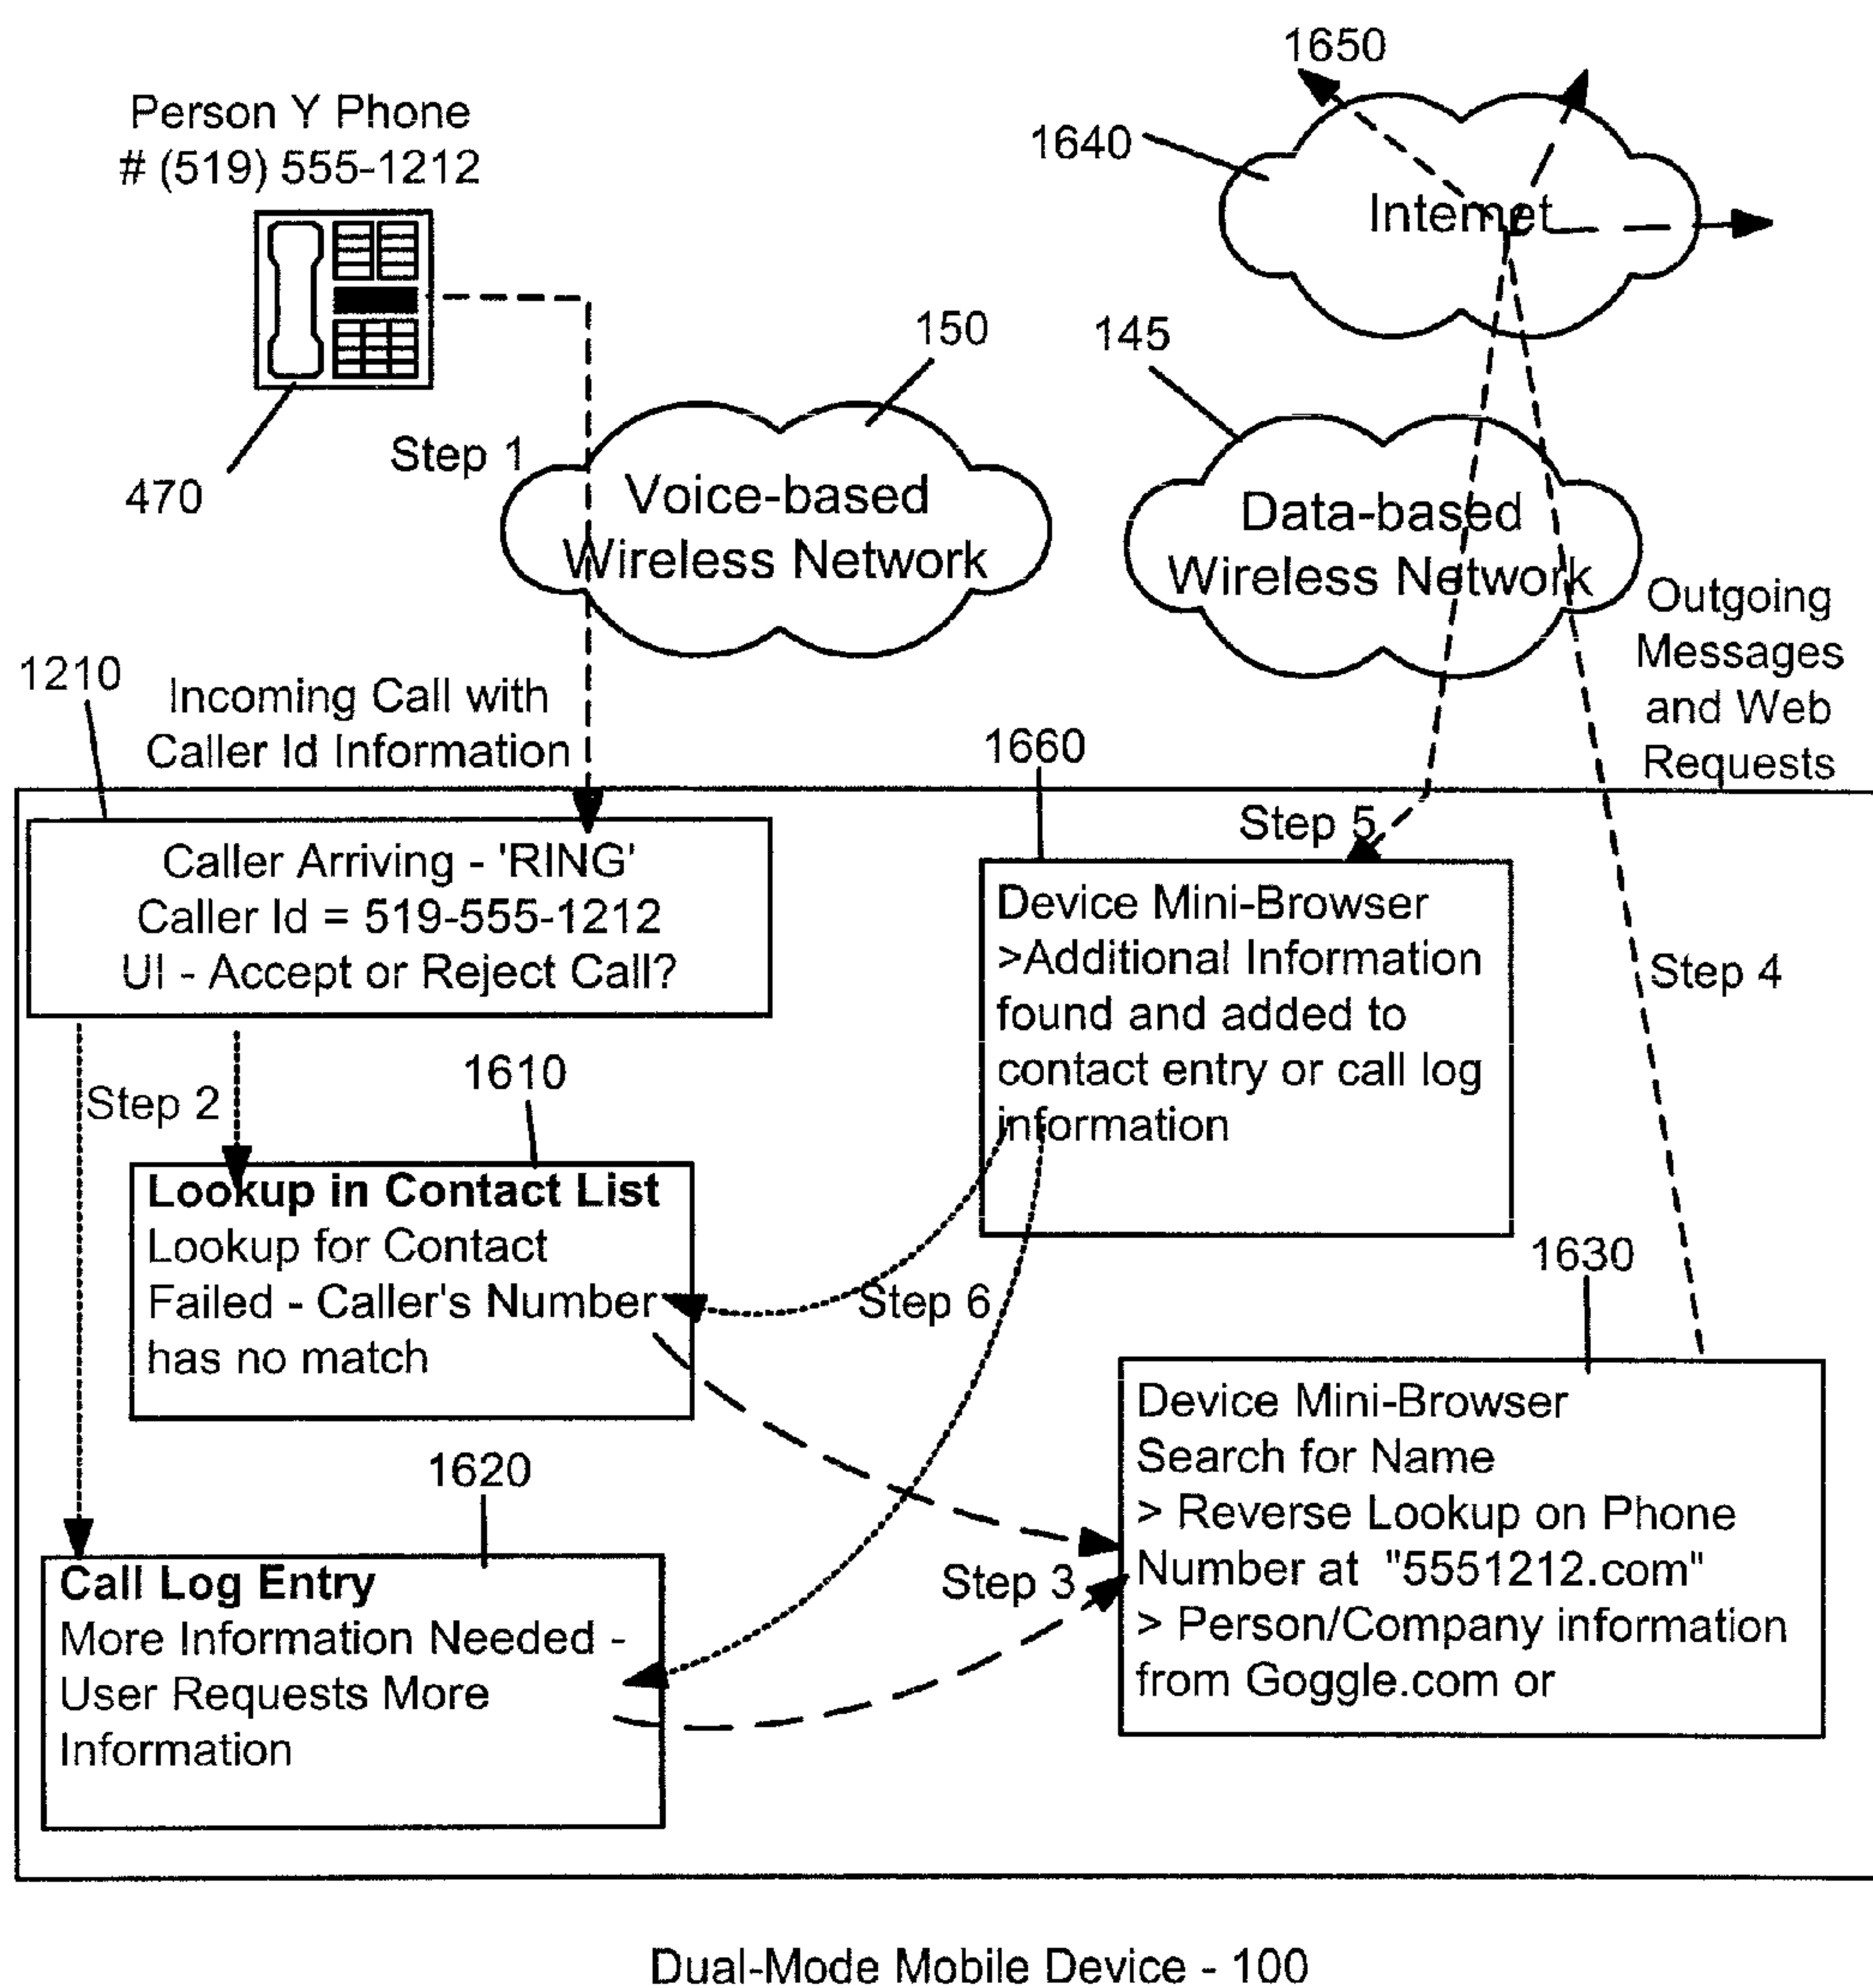 1650
Person Y Phone
# (519) 555-1212
1640
Internet
150
145
Step 1
470
Voice-based
Wireless Network
Data-based
Wireless Network
Outgoing
Messages
and Web
Requests
1210
Incoming Call with
Caller Id Information
1660
Step 5
Caller Arriving - 'RING'
Caller Id = 519-555-1212
UI - Accept or Reject Call?
Device Mini-Browser
>Additional Information
found and added to
contact entry or call log
information
Step 4
Step 2
1610
Lookup in Contact List
Lookup for Contact
Failed - Caller's Number
has no match
Step 6
1630
Device Mini-Browser
Search for Name
> Reverse Lookup on Phone
Number at "5551212.com"
> Person/Company information
from Goggle.com or
1620
Call Log Entry
More Information Needed -
User Requests More
Information
Step 3
Dual-Mode Mobile Device - 100